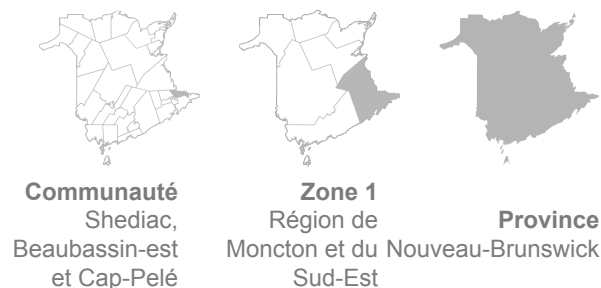 Communauté
Shediac,
Beaubassin-est
et Cap-Pelé
Zone 1
Région de
Moncton et du
Sud-Est
Province
Nouveau-Brunswick